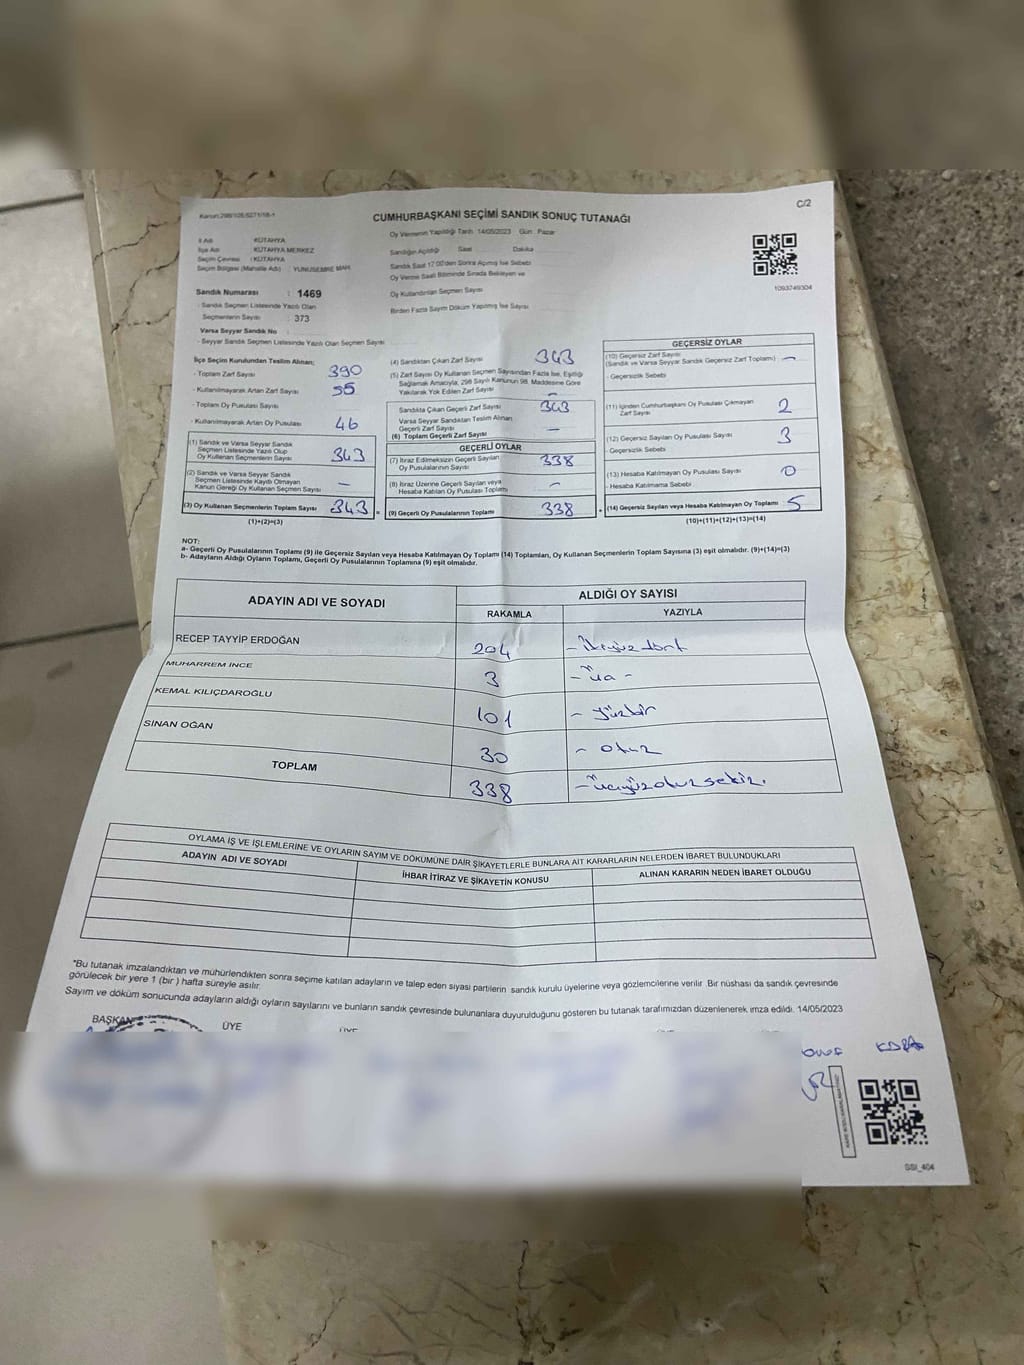 Kanun:298/105,6271/18-1
CUMHURBAŞKANI SEÇİMİ SANDIK SONUÇ TUTANAĞI
C/2
Oy Vermenin Yapıldığı Tarih 14/05/2023 Gün Pazar
İl Adı : KÜTAHYA
İlçe Adı : KÜTAHYA MERKEZ
Seçim Çevresi : KÜTAHYA
Seçim Bölgesi (Mahalle Adı) : YUNUSEMRE MAH.
Sandığın Açıldığı Saat Dakika
Sandık Saat 17:00'den Sonra Açılmış İse Sebebi
Oy Verme Saati Bitiminde Sırada Bekleyen ve
Oy Kullandırılan Seçmen Sayısı
Birden Fazla Sayım Döküm Yapılmış İse Sayısı
1093749304
Sandık Numarası : 1469
- Sandık Seçmen Listesinde Yazılı Olan
Seçmenlerin Sayısı : 373
Varsa Seyyar Sandık No :
- Seyyar Sandık Seçmen Listesinde Yazılı Olan Seçmen Sayısı
İlçe Seçim Kurulundan Teslim Alınan;
- Toplam Zarf Sayısı 390
- Kullanılmayarak Artan Zarf Sayısı
- Toplam Oy Pusulası Sayısı
- Kullanılmayarak Artan Oy Pusulası 46
(1) Sandık ve Varsa Seyyar Sandık
Seçmen Listesinde Yazılı Olup
Oy Kullanan Seçmenlerin Sayısı 343
(2) Sandık ve Varsa Seyyar Sandık
Seçmen Listesinde Kayıtlı Olmayan
Kanun Gereği Oy Kullanan Seçmen Sayısı –
(3) Oy Kullanan Seçmenlerin Toplam Sayısı 343 =
(1)+(2)=(3)
(4) Sandıktan Çıkan Zarf Sayısı 343
(5) Zarf Sayısı Oy Kullanan Seçmen Sayısından Fazla İse, Eşitliği
Sağlamak Amacıyla, 298 Sayılı Kanunun 98. Maddesine Göre
Yakılarak Yok Edilen Zarf Sayısı –
Sandıkta Çıkan Geçerli Zarf Sayısı 343
Varsa Seyyar Sandıktan Teslim Alınan
Geçerli Zarf Sayısı –
(6) Toplam Geçerli Zarf Sayısı
GEÇERLİ OYLAR
(7) İtiraz Edilmeksizin Geçerli Sayılan
Oy Pusulalarının Sayısı 338
(8) İtiraz Üzerine Geçerli Sayılan veya
Hesaba Katılan Oy Pusulası Toplamı –
(9) Geçerli Oy Pusulalarının Toplamı 338 +
GEÇERSİZ OYLAR
(10) Geçersiz Zarf Sayısı
(Sandık ve Varsa Seyyar Sandık Geçersiz Zarf Toplamı) –
- Geçersizlik Sebebi
(11) İçinden Cumhurbaşkanı Oy Pusulası Çıkmayan
Zarf Sayısı 2
(12) Geçersiz Sayılan Oy Pusulası Sayısı 3
- Geçersizlik Sebebi
(13) Hesaba Katılmayan Oy Pusulası Sayısı 0
- Hesaba Katılmama Sebebi
(14) Geçersiz Sayılan veya Hesaba Katılmayan Oy Toplamı 5
(10)+(11)+(12)+(13)=(14)
NOT:
a- Geçerli Oy Pusulalarının Toplamı (9) ile Geçersiz Sayılan veya Hesaba Katılmayan Oy Toplamı (14) Toplamları, Oy Kullanan Seçmenlerin Toplam Sayısına (3) eşit olmalıdır. (9)+(14)=(3)
b- Adayların Aldığı Oyların Toplamı, Geçerli Oy Pusulalarının Toplamına (9) eşit olmalıdır.
ADAYIN ADI VE SOYADI
ALDIĞI OY SAYISI
RAKAMLA YAZIYLA
RECEP TAYYİP ERDOĞAN 204 - ikiyüz dört
MUHARREM İNCE 3 - üç -
KEMAL KILIÇDAROĞLU 101 - yüzbir
SİNAN OĞAN 30 - otuz
TOPLAM 338 - üçyüzotuzsekiz.
OYLAMA İŞ VE İŞLEMLERİNE VE OYLARIN SAYIM VE DÖKÜMÜNE DAİR ŞİKAYETLERLE BUNLARA AİT KARARLARIN NELERDEN İBARET BULUNDUKLARI
ADAYIN ADI VE SOYADI İHBAR İTİRAZ VE ŞİKAYETİN KONUSU ALINAN KARARIN NEDEN İBARET OLDUĞU
"Bu tutanak imzalandıktan ve mühürlendikten sonra seçime katılan adayların ve talep eden siyasi partilerin sandık kurulu üyelerine veya gözlemcilerine verilir. Bir nüshası da sandık çevresinde
görülecek bir yere 1 (bir ) hafta süreyle asılır.
Sayım ve döküm sonucunda adayların aldığı oyların sayılarını ve bunların sandık çevresinde bulunanlara duyurulduğunu gösteren bu tutanak tarafımızdan düzenlenerek imza edildi. 14/05/2023
BAŞKAN ÜYE ÜYE
GSI_404